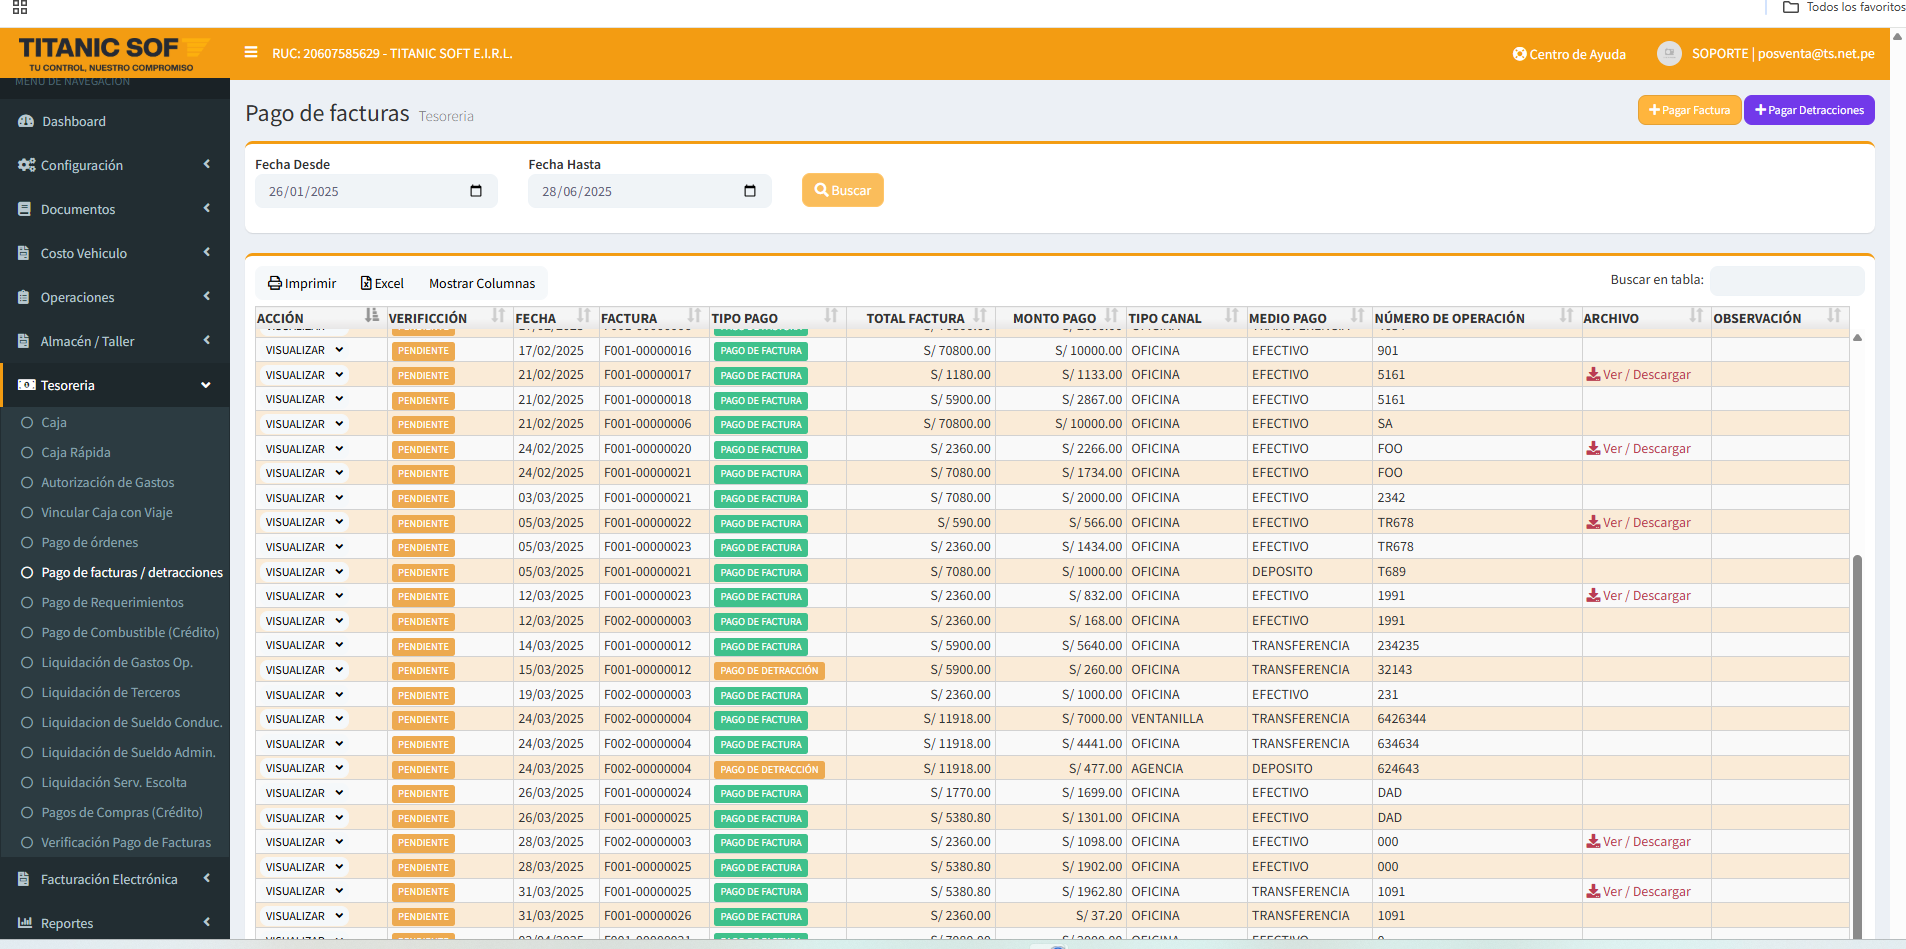 Todos los favoritos
TITANIC SOF
TU CONTROL, NUESTRO COMPROMISO
RUC: 20607585629 - TITANIC SOFT E.I.R.L.
Centro de Ayuda
SOPORTE | posventa@ts.net.pe
MENÚ DE NAVEGACIÓN
Dashboard
Configuración
Documentos
Costo Vehiculo
Operaciones
Almacén / Taller
Tesoreria
Caja
Caja Rápida
Autorización de Gastos
Vincular Caja con Viaje
Pago de órdenes
Pago de facturas / detracciones
Pago de Requerimientos
Pago de Combustible (Crédito)
Liquidación de Gastos Op.
Liquidación de Terceros
Liquidacion de Sueldo Conduc.
Liquidación de Sueldo Admin.
Liquidación Serv. Escolta
Pagos de Compras (Crédito)
Verificación Pago de Facturas
Facturación Electrónica
Reportes
Pago de facturas Tesoreria
Pagar Factura
Pagar Detracciones
Fecha Desde
Fecha Hasta
26/01/2025
28/06/2025
Buscar
Imprimir Excel Mostrar Columnas
Buscar en tabla:
ACCIÓN VERIFICCIÓN FECHA FACTURA TIPO PAGO TOTAL FACTURA MONTO PAGO TIPO CANAL MEDIO PAGO NÚMERO DE OPERACIÓN ARCHIVO OBSERVACIÓN
VISUALIZAR PENDIENTE 17/02/2025 F001-00000016 PAGO DE FACTURA S/ 70800.00 S/ 10000.00 OFICINA EFECTIVO 901
VISUALIZAR PENDIENTE 21/02/2025 F001-00000017 PAGO DE FACTURA S/ 1180.00 S/ 1133.00 OFICINA EFECTIVO 5161 Ver / Descargar
VISUALIZAR PENDIENTE 21/02/2025 F001-00000018 PAGO DE FACTURA S/ 5900.00 S/ 2867.00 OFICINA EFECTIVO 5161
VISUALIZAR PENDIENTE 21/02/2025 F001-00000006 PAGO DE FACTURA S/ 70800.00 S/ 10000.00 OFICINA EFECTIVO SA
VISUALIZAR PENDIENTE 24/02/2025 F001-00000020 PAGO DE FACTURA S/ 2360.00 S/ 2266.00 OFICINA EFECTIVO FOO Ver / Descargar
VISUALIZAR PENDIENTE 24/02/2025 F001-00000021 PAGO DE FACTURA S/ 7080.00 S/ 1734.00 OFICINA EFECTIVO FOO
VISUALIZAR PENDIENTE 03/03/2025 F001-00000021 PAGO DE FACTURA S/ 7080.00 S/ 2000.00 OFICINA EFECTIVO 2342
VISUALIZAR PENDIENTE 05/03/2025 F001-00000022 PAGO DE FACTURA S/ 590.00 S/ 566.00 OFICINA EFECTIVO TR678 Ver / Descargar
VISUALIZAR PENDIENTE 05/03/2025 F001-00000023 PAGO DE FACTURA S/ 2360.00 S/ 1434.00 OFICINA EFECTIVO TR678
VISUALIZAR PENDIENTE 05/03/2025 F001-00000021 PAGO DE FACTURA S/ 7080.00 S/ 1000.00 OFICINA DEPOSITO T689
VISUALIZAR PENDIENTE 12/03/2025 F001-00000023 PAGO DE FACTURA S/ 2360.00 S/ 832.00 OFICINA EFECTIVO 1991 Ver / Descargar
VISUALIZAR PENDIENTE 12/03/2025 F002-00000003 PAGO DE FACTURA S/ 2360.00 S/ 168.00 OFICINA EFECTIVO 1991
VISUALIZAR PENDIENTE 14/03/2025 F001-00000012 PAGO DE FACTURA S/ 5900.00 S/ 5640.00 OFICINA TRANSFERENCIA 234235
VISUALIZAR PENDIENTE 15/03/2025 F001-00000012 PAGO DE DETRACCIÓN S/ 5900.00 S/ 260.00 OFICINA TRANSFERENCIA 32143
VISUALIZAR PENDIENTE 19/03/2025 F002-00000003 PAGO DE FACTURA S/ 2360.00 S/ 1000.00 OFICINA EFECTIVO 231
VISUALIZAR PENDIENTE 24/03/2025 F002-00000004 PAGO DE FACTURA S/ 11918.00 S/ 7000.00 VENTANILLA TRANSFERENCIA 6426344
VISUALIZAR PENDIENTE 24/03/2025 F002-00000004 PAGO DE FACTURA S/ 11918.00 S/ 4441.00 OFICINA TRANSFERENCIA 634634
VISUALIZAR PENDIENTE 24/03/2025 F002-00000004 PAGO DE DETRACCIÓN S/ 11918.00 S/ 477.00 AGENCIA DEPOSITO 624643
VISUALIZAR PENDIENTE 26/03/2025 F001-00000024 PAGO DE FACTURA S/ 1770.00 S/ 1699.00 OFICINA EFECTIVO DAD
VISUALIZAR PENDIENTE 26/03/2025 F001-00000025 PAGO DE FACTURA S/ 5380.80 S/ 1301.00 OFICINA EFECTIVO DAD
VISUALIZAR PENDIENTE 28/03/2025 F002-00000003 PAGO DE FACTURA S/ 2360.00 S/ 1098.00 OFICINA EFECTIVO 000 Ver / Descargar
VISUALIZAR PENDIENTE 28/03/2025 F001-00000025 PAGO DE FACTURA S/ 5380.80 S/ 1902.00 OFICINA EFECTIVO 000
VISUALIZAR PENDIENTE 31/03/2025 F001-00000025 PAGO DE FACTURA S/ 5380.80 S/ 1962.80 OFICINA TRANSFERENCIA 1091 Ver / Descargar
VISUALIZAR PENDIENTE 31/03/2025 F001-00000026 PAGO DE FACTURA S/ 2360.00 S/ 37.20 OFICINA TRANSFERENCIA 1091